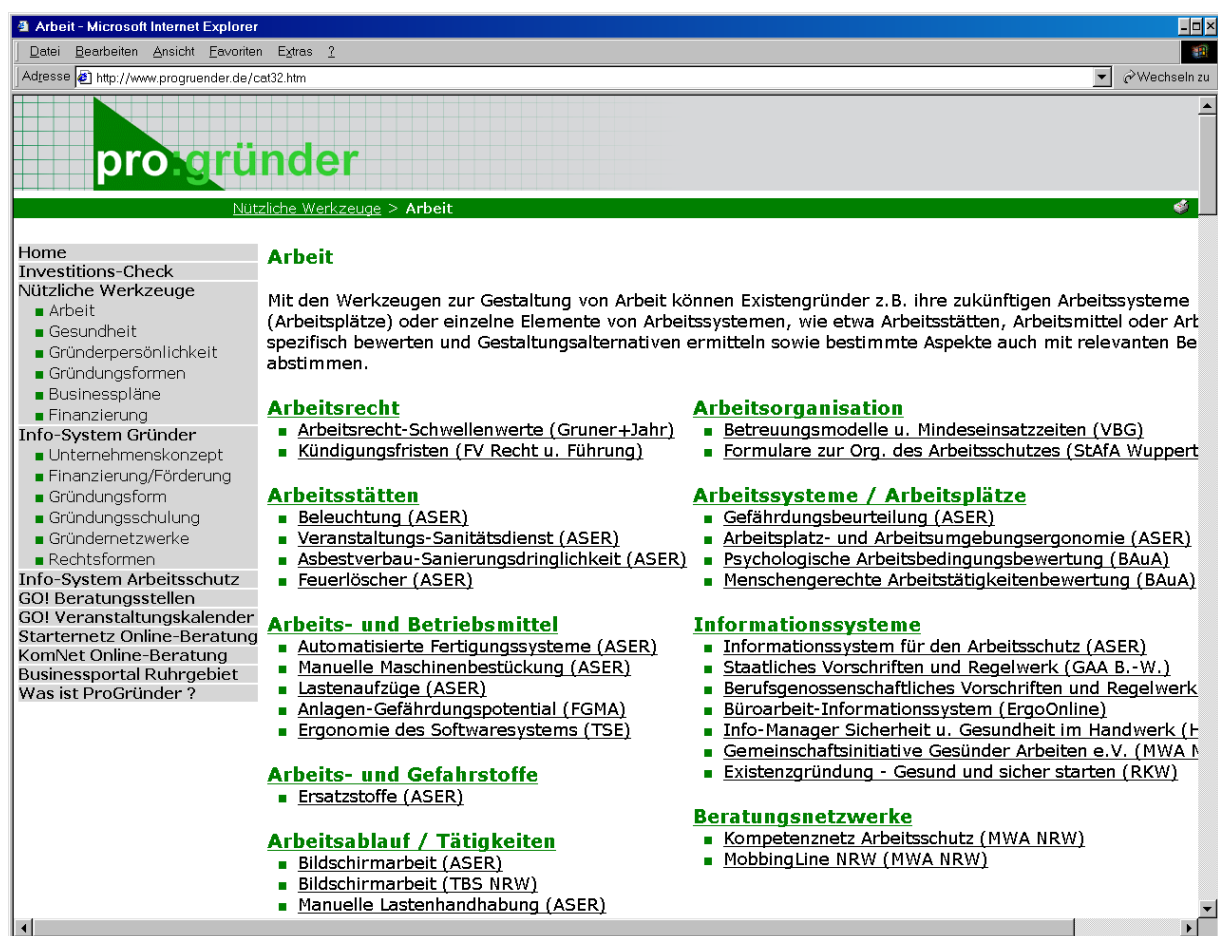 Arbeit - Microsoft Internet Explorer
Datei Bearbeiten Ansicht Favoriten Extras ?
Adresse http://www.progruender.de/cat32.htm Wechseln zu
pro:gründer
Nützliche Werkzeuge > Arbeit
Home
Investitions-Check
Nützliche Werkzeuge
Arbeit
Gesundheit
Gründerpersönlichkeit
Gründungsformen
Businesspläne
Finanzierung
Info-System Gründer
Unternehmenskonzept
Finanzierung/Förderung
Gründungsform
Gründungsschulung
Gründernetzwerke
Rechtsformen
Info-System Arbeitsschutz
GO! Beratungsstellen
GO! Veranstaltungskalender
Starternetz Online-Beratung
KomNet Online-Beratung
Businessportal Ruhrgebiet
Was ist ProGründer ?
Arbeit
Mit den Werkzeugen zur Gestaltung von Arbeit können Existengründer z.B. ihre zukünftigen Arbeitssysteme
(Arbeitsplätze) oder einzelne Elemente von Arbeitssystemen, wie etwa Arbeitsstätten, Arbeitsmittel oder Art
spezifisch bewerten und Gestaltungsalternativen ermitteln sowie bestimmte Aspekte auch mit relevanten Be
abstimmen.
Arbeitsrecht
Arbeitsrecht-Schwellenwerte (Gruner+Jahr)
Kündigungsfristen (FV Recht u. Führung)
Arbeitsstätten
Beleuchtung (ASER)
Veranstaltungs-Sanitätsdienst (ASER)
Asbestverbau-Sanierungsdringlichkeit (ASER)
Feuerlöscher (ASER)
Arbeits- und Betriebsmittel
Automatisierte Fertigungssysteme (ASER)
Manuelle Maschinenbestückung (ASER)
Lastenaufzüge (ASER)
Anlagen-Gefährdungspotential (FGMA)
Ergonomie des Softwaresystems (TSE)
Arbeits- und Gefahrstoffe
Ersatzstoffe (ASER)
Arbeitsablauf / Tätigkeiten
Bildschirmarbeit (ASER)
Bildschirmarbeit (TBS NRW)
Manuelle Lastenhandhabung (ASER)
Arbeitsorganisation
Betreuungsmodelle u. Mindeseinsatzzeiten (VBG)
Formulare zur Org. des Arbeitsschutzes (StAfA Wuppert
Arbeitssysteme / Arbeitsplätze
Gefährdungsbeurteilung (ASER)
Arbeitsplatz- und Arbeitsumgebungsergonomie (ASER)
Psychologische Arbeitsbedingungsbewertung (BAuA)
Menschengerechte Arbeitstätigkeitenbewertung (BAuA)
Informationssysteme
Informationssystem für den Arbeitsschutz (ASER)
Staatliches Vorschriften und Regelwerk (GAA B.-W.)
Berufsgenossenschaftliches Vorschriften und Regelwerk
Büroarbeit-Informationssystem (ErgoOnline)
Info-Manager Sicherheit u. Gesundheit im Handwerk (H
Gemeinschaftsinitiative Gesünder Arbeiten e.V. (MWA N
Existenzgründung - Gesund und sicher starten (RKW)
Beratungsnetzwerke
Kompetenznetz Arbeitsschutz (MWA NRW)
MobbingLine NRW (MWA NRW)